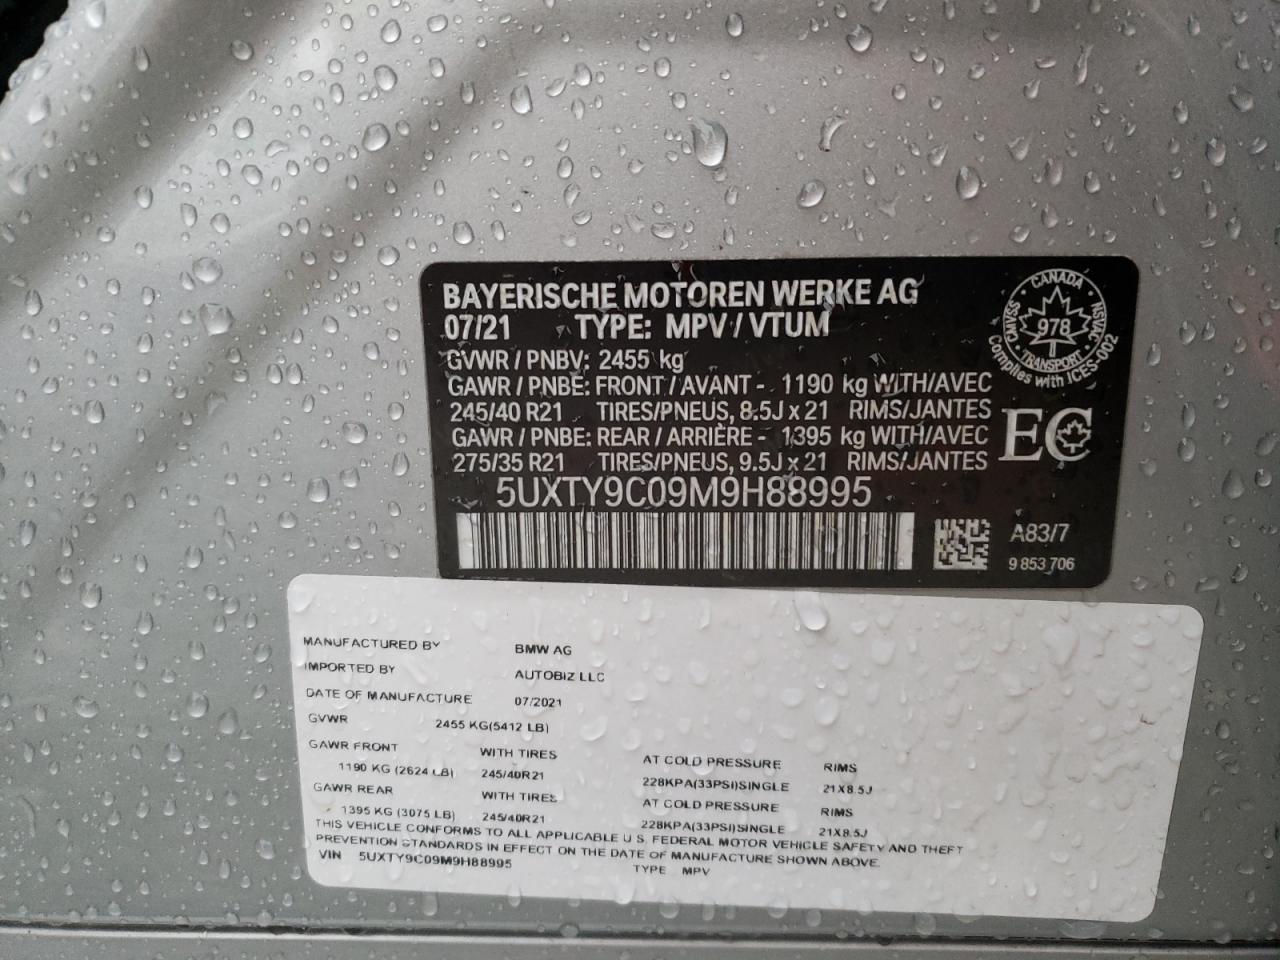 BAYERISCHE MOTOREN WERKE AG
07/21 TYPE: MPV / VTUM
GVWR / PNBV: 2455 kg
GAWR / PNBE: FRONT / AVANT - 1190 kg WITH/AVEC
245/40 R21 TIRES/PNEUS, 8.5J x 21 RIMS/JANTES
GAWR / PNBE: REAR / ARRIÈRE - 1395 kg WITH/AVEC
275/35 R21 TIRES/PNEUS, 9.5J x 21 RIMS/JANTES
5UXTY9C09M9H88995
CANADA
CMVSS NSVAC
978
TRANSPORT
Complies with ICES-002
EC
A83/7
9 853 706
MANUFACTURED BY BMW AG
IMPORTED BY AUTOBIZ LLC
DATE OF MANUFACTURE 07/2021
GVWR 2455 KG(5412 LB)
GAWR FRONT WITH TIRES AT COLD PRESSURE RIMS
1190 KG (2624 LB) 245/40R21 228KPA(33PSI)SINGLE 21X8.5J
GAWR REAR WITH TIRES AT COLD PRESSURE RIMS
1395 KG (3075 LB) 245/40R21 228KPA(33PSI)SINGLE 21X8.5J
THIS VEHICLE CONFORMS TO ALL APPLICABLE U.S. FEDERAL MOTOR VEHICLE SAFETY AND THEFT
PREVENTION STANDARDS IN EFFECT ON THE DATE OF MANUFACTURE SHOWN ABOVE.
VIN 5UXTY9C09M9H88995 TYPE MPV